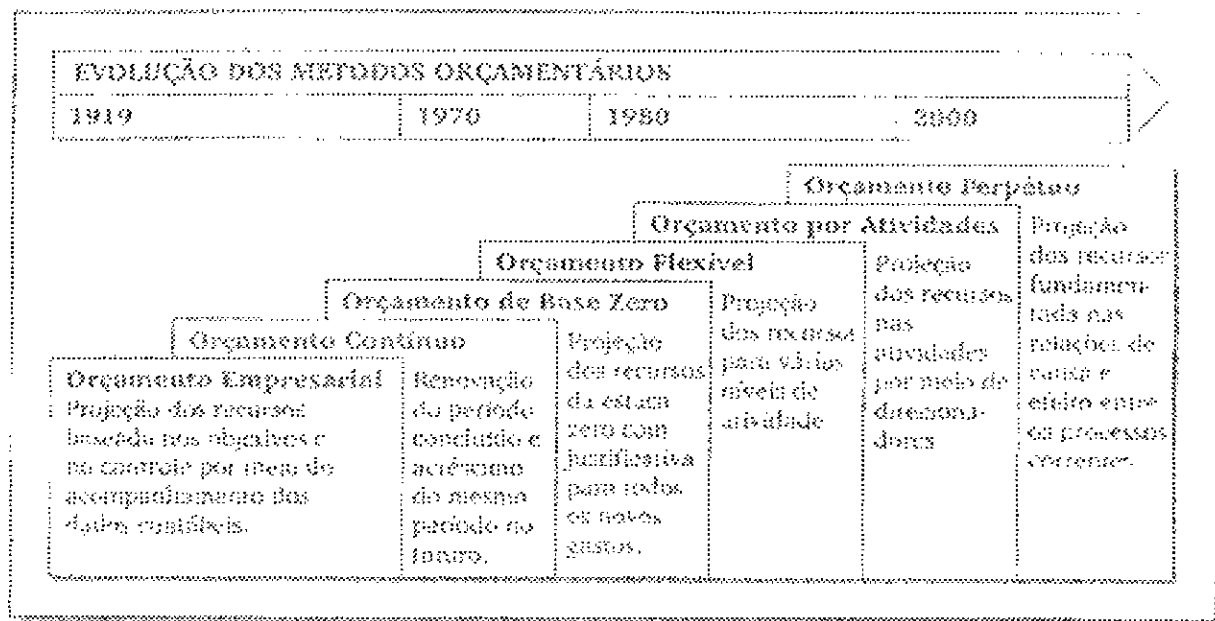 EVOLUÇÃO DOS METODOS ORÇAMENTÁRIOS
1919 1970 1980 2000
Orçamento Perpétuo
Projeção
dos recursos
fundamen-
tada nas
relações de
causa e
efeito entre
os processos
correntes.
Orçamento por Atividades
Projeção
dos recursos
nas
atividades
por meio de
direciona-
dores
Orçamento Flexível
Projeção
dos recursos
para vários
níveis de
atividade
Orçamento de Base Zero
Projeção
dos recursos
da estaca
zero com
justificativa
para todos
os novos
gastos.
Orçamento Contínuo
Renovação
do período
concluído e
acréscimo
do mesmo
período no
futuro.
Orçamento Empresarial
Projeção dos recursos
baseada nos objetivos e
no controle por meio do
acompanhamento dos
dados contábeis.